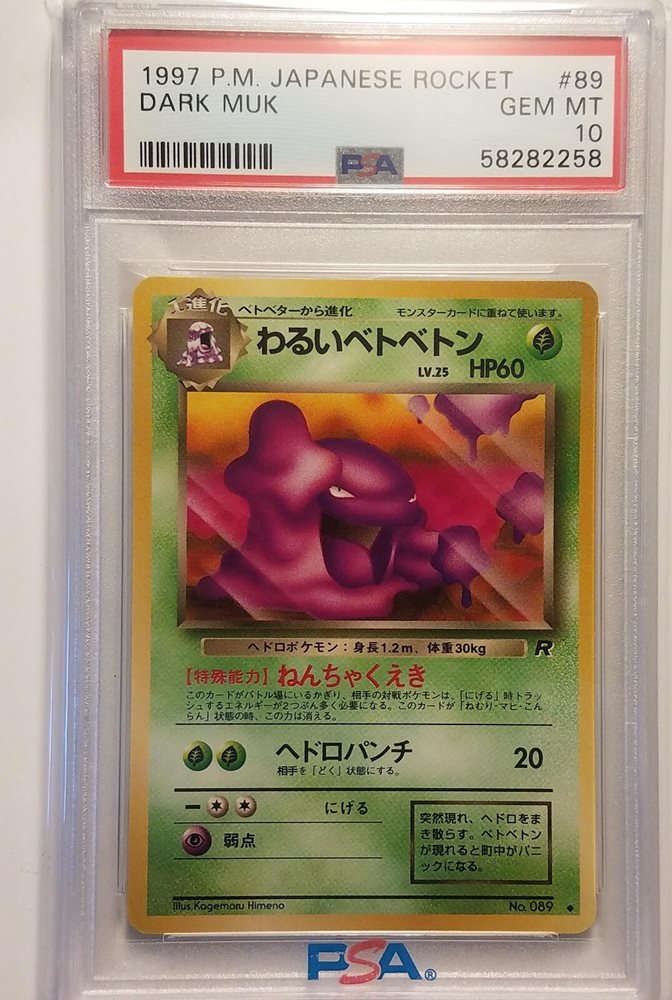 1997 P.M. JAPANESE ROCKET #89
DARK MUK GEM MT
10
58282258
PSA
1進化 ベトベターから進化 モンスターカードに重ねて使います。
わるいベトベトン
LV.25 HP60
ヘドロポケモン：身長1.2m、体重30kg R
【特殊能力】ねんちゃくえき
このカードがバトル場にいるかぎり、相手の対戦ポケモンは、「にげる」時トラッ
シュするエネルギーが2つぶん多く必要になる。このカードが「ねむり・マヒ・こん
らん」状態の時、この力は消える。
ヘドロパンチ 20
相手を「どく」状態にする。
にげる
弱点
突然現れ、ヘドロをま
き散らす。ベトベトン
が現れると町中がパニ
ックになる。
Illus. Kagemaru Himeno No. 089
PSA®